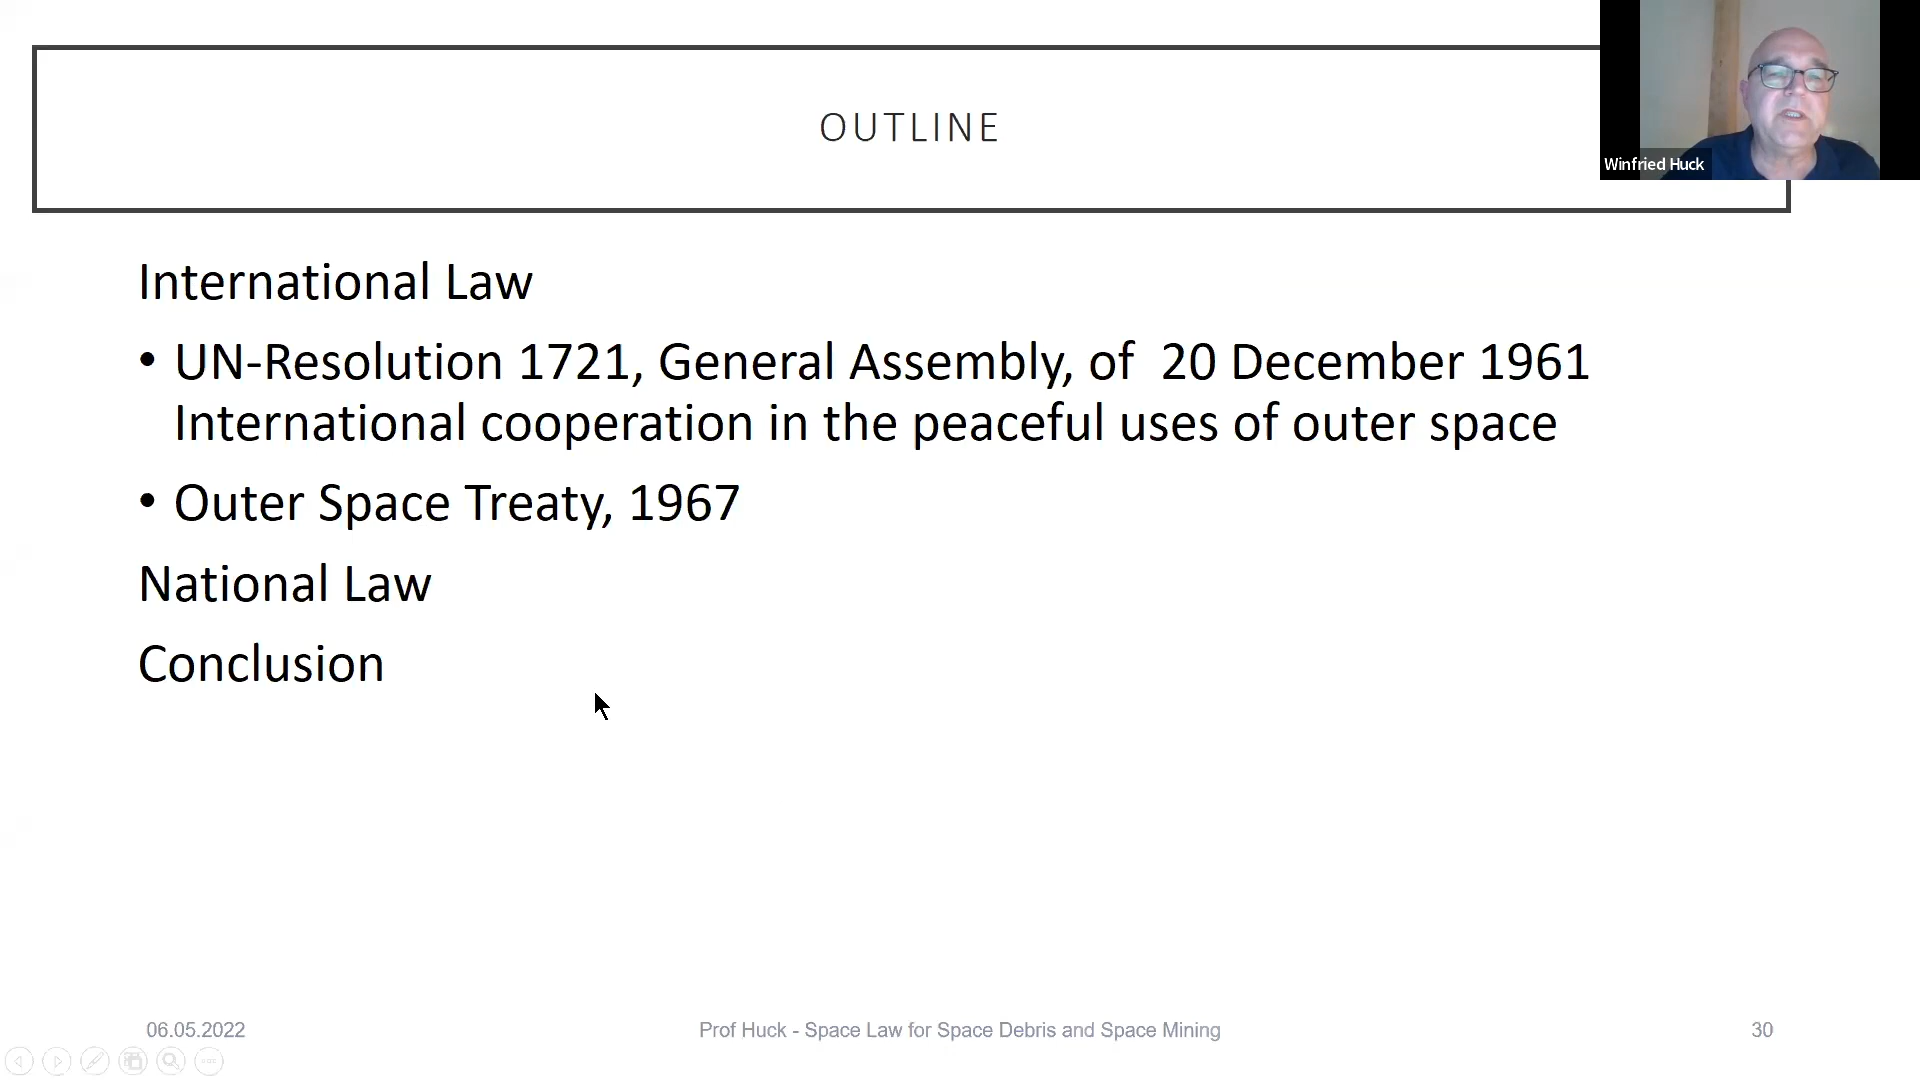 OUTLINE
Winfried Huck
International Law
• UN-Resolution 1721, General Assembly, of 20 December 1961
International cooperation in the peaceful uses of outer space
• Outer Space Treaty, 1967
National Law
Conclusion
06.05.2022
Prof Huck - Space Law for Space Debris and Space Mining
30